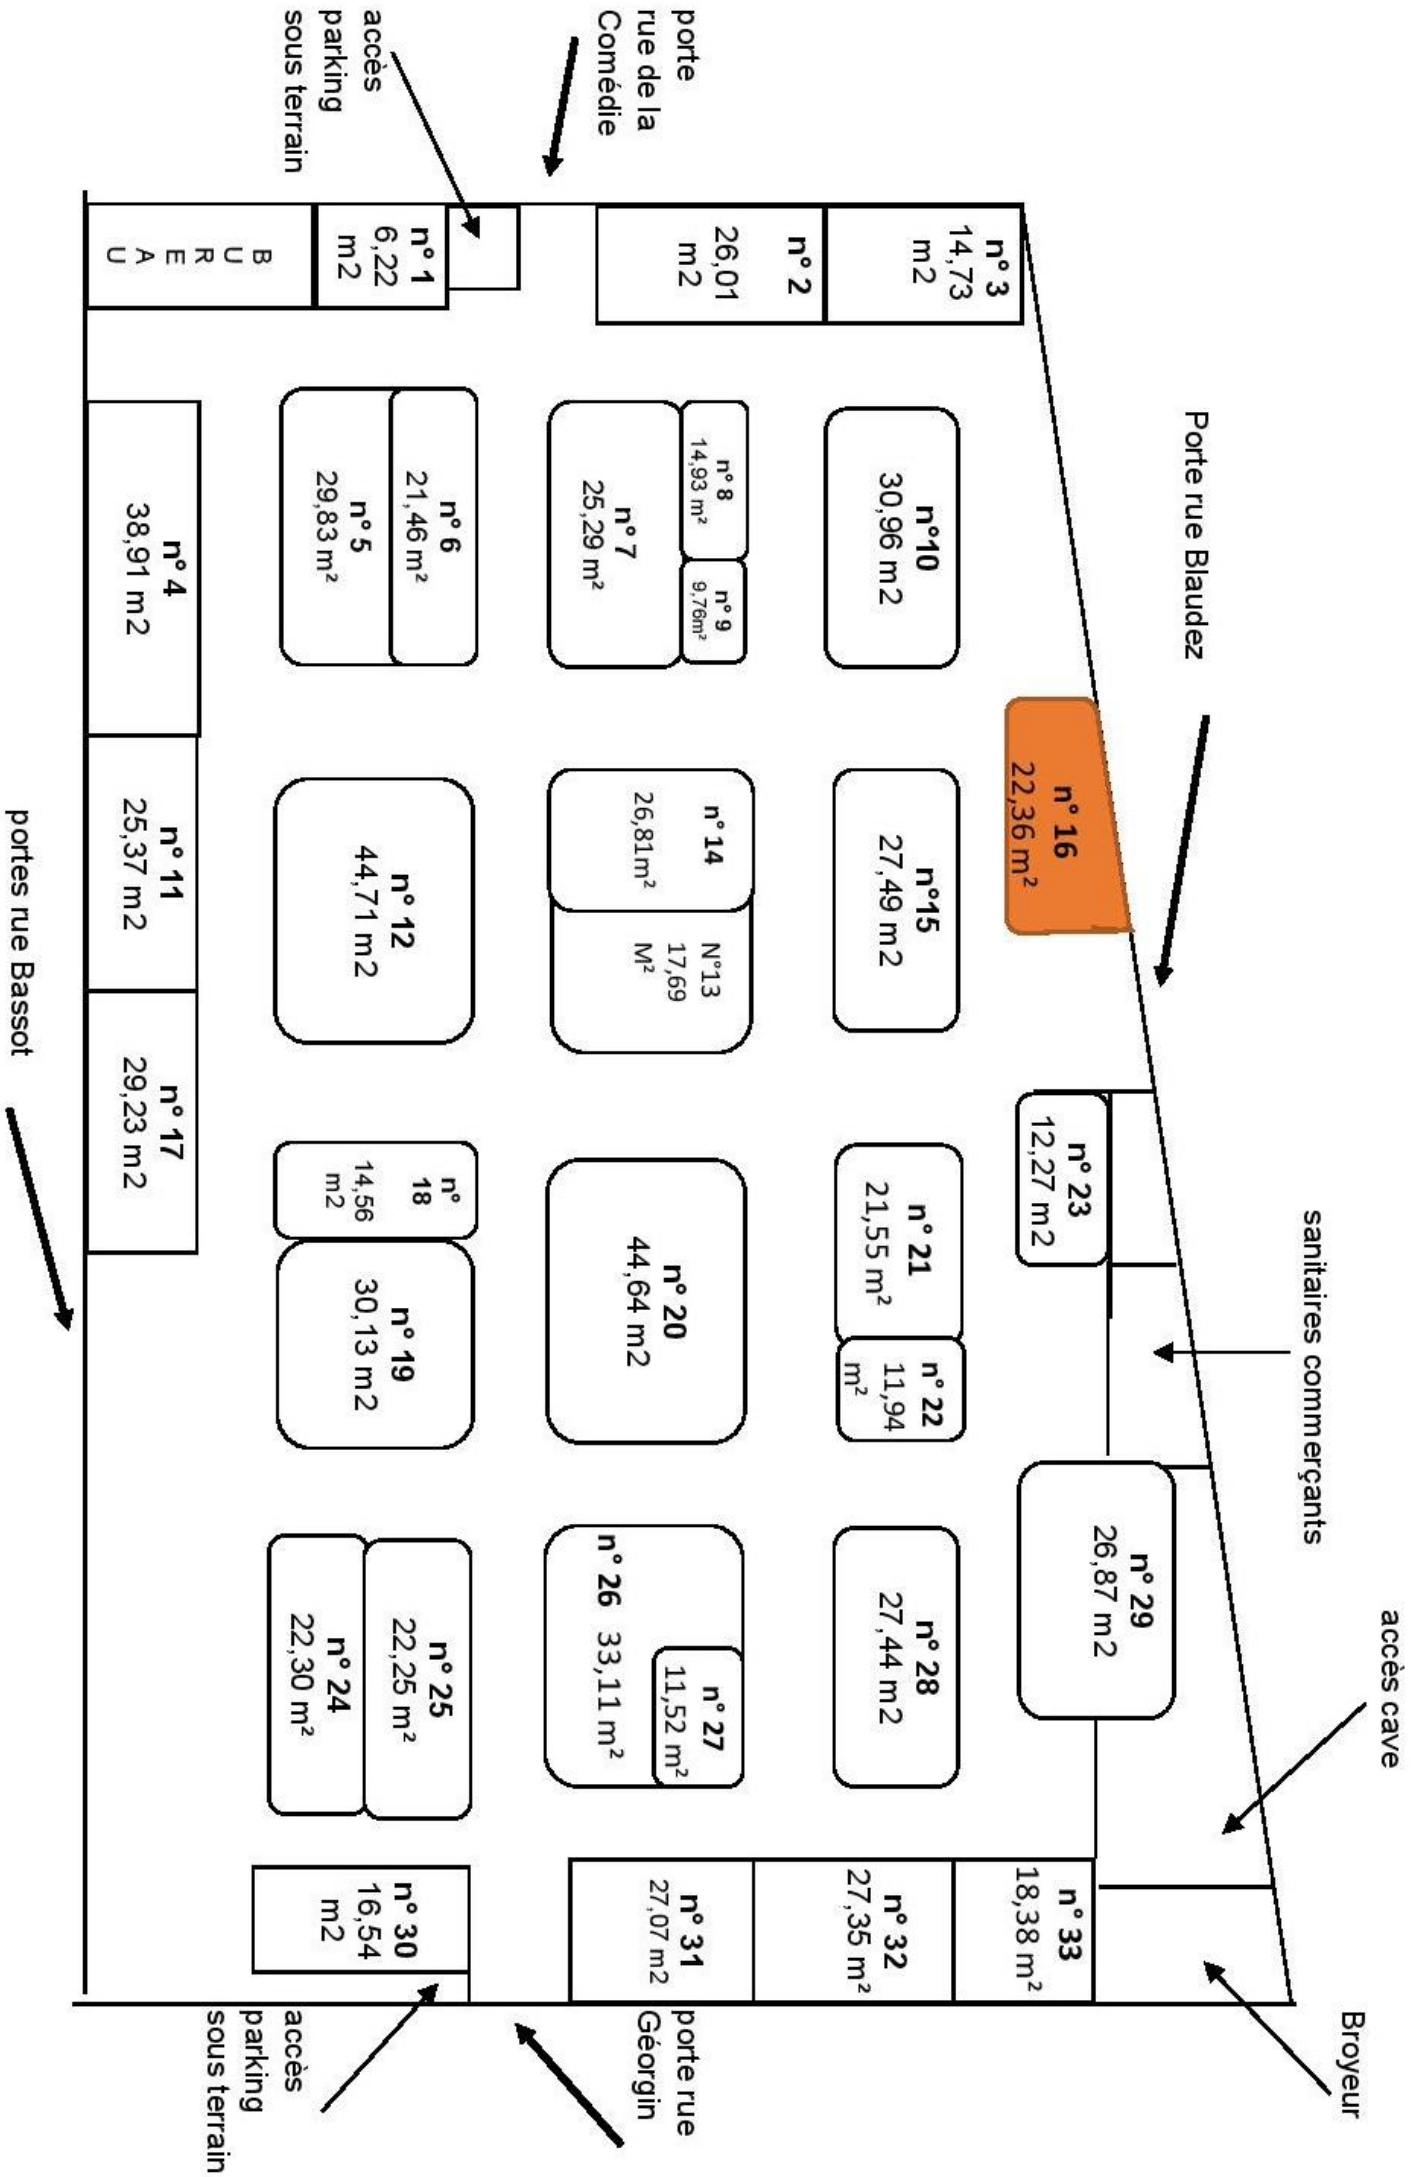 porte
rue de la
Comédie
accès
parking
sous terrain
BUREAU
n° 1
6,22
m2
n° 2
26,01
m2
n° 3
14,73
m2
Porte rue Blaudez
n° 4
38,91 m2
n° 5
29,83 m²
n° 6
21,46 m²
n° 7
25,29 m²
n° 8
14,93 m²
n° 9
9,76m²
n°10
30,96 m2
n° 11
25,37 m2
n° 12
44,71 m2
N°13
17,69
M²
n° 14
26,81m²
n°15
27,49 m2
n° 16
22,36 m²
n° 17
29,23 m2
n°
18
14,56
m2
n° 19
30,13 m2
n° 20
44,64 m2
n° 21
21,55 m²
n° 22
11,94
m²
n° 23
12,27 m2
sanitaires commerçants
portes rue Bassot
n° 24
22,30 m²
n° 25
22,25 m²
n° 26 33,11 m²
n° 27
11,52 m²
n° 28
27,44 m2
n° 29
26,87 m2
accès cave
n° 30
16,54
m2
n° 31
27,07 m2
n° 32
27,35 m²
n° 33
18,38 m²
Broyeur
porte rue
Géorgin
accès
parking
sous terrain